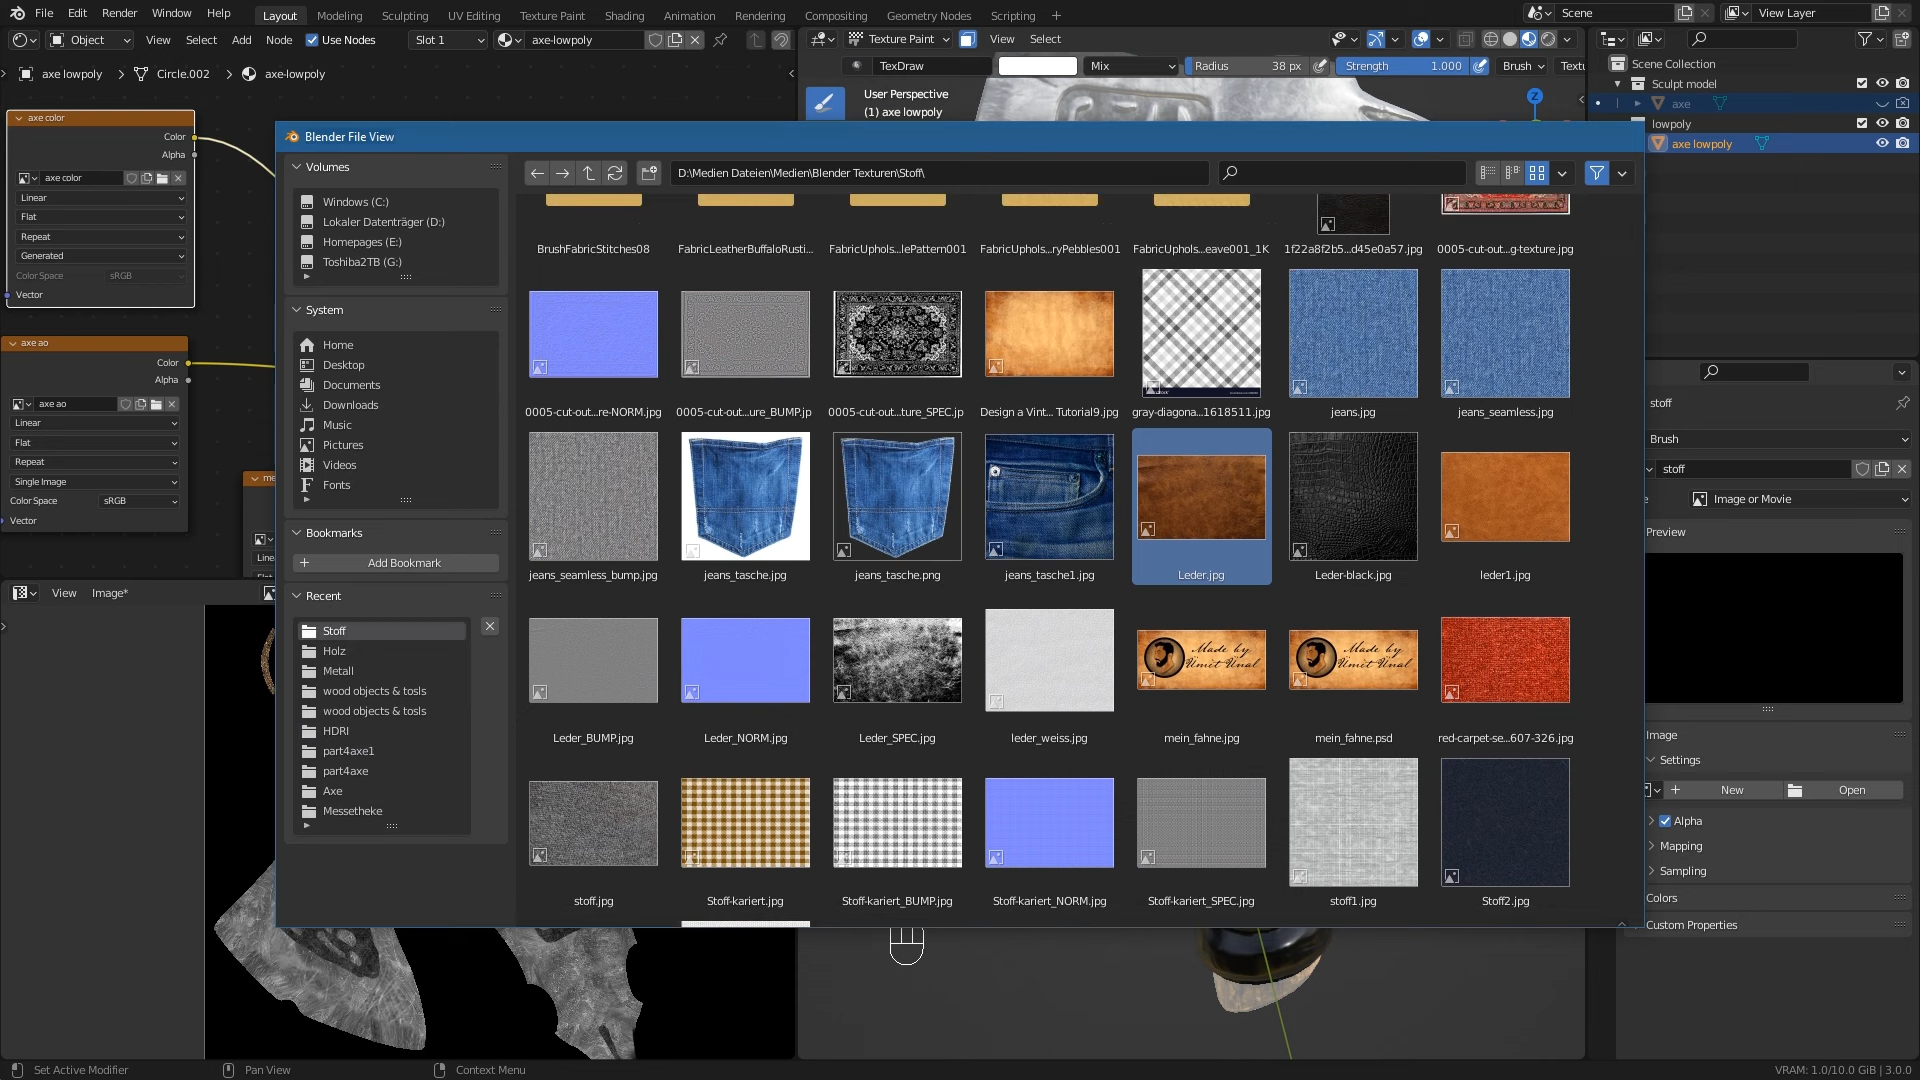 File Edit Render Window Help Layout Modeling Sculpting UV Editing Texture Paint Shading Animation Rendering Compositing Geometry Nodes Scripting + Scene View Layer
Object View Select Add Node Use Nodes Slot 1 axe-lowpoly Texture Paint View Select
axe lowpoly Circle.002 axe-lowpoly
TexDraw Mix Radius 38 px Strength 1.000 Brush Textu
Scene Collection
Sculpt model
axe
lowpoly
axe lowpoly
User Perspective
(1) axe lowpoly
Z
axe color
Color
Alpha
axe color
Linear
Flat
Repeat
Generated
Color Space sRGB
Vector
axe ao
Color
Alpha
axe ao
Linear
Flat
Repeat
Single Image
Color Space sRGB
Vector
me
Line
View Image*
Blender File View
Volumes
Windows (C:)
Lokaler Datenträger (D:)
Homepages (E:)
Toshiba2TB (G:)
System
Home
Desktop
Documents
Downloads
Music
Pictures
Videos
Fonts
Bookmarks
+ Add Bookmark
Recent
Stoff
Holz
Metall
wood objects & tosls
wood objects & tosls
HDRI
part4axe1
part4axe
Axe
Messetheke
D:\Medien Dateien\Medien\Blender Texturen\Stoff\
BrushFabricStitches08 FabricLeatherBuffaloRusti... FabricUphols...lePattern001 FabricUphols...ryPebbles001 FabricUphols...eave001_1K 1f22a8f2b5...d45e0a57.jpg 0005-cut-out...g-texture.jpg
0005-cut-out...re-NORM.jpg 0005-cut-out...ure_BUMP.jp 0005-cut-out...ture_SPEC.jp Design a Vint... Tutorial9.jpg gray-diagona...1618511.jpg jeans.jpg jeans_seamless.jpg
jeans_seamless_bump.jpg jeans_tasche.jpg jeans_tasche.png jeans_tasche1.jpg Leder.jpg Leder-black.jpg leder1.jpg
Made by
Ümit Ünal
Made by
Ümit Ünal
Leder_BUMP.jpg Leder_NORM.jpg Leder_SPEC.jpg leder_weiss.jpg mein_fahne.jpg mein_fahne.psd red-carpet-se...607-326.jpg
stoff.jpg Stoff-kariert.jpg Stoff-kariert_BUMP.jpg Stoff-kariert_NORM.jpg Stoff-kariert_SPEC.jpg stoff1.jpg Stoff2.jpg
stoff
Brush
stoff
e Image or Movie
Preview
Image
Settings
+ New Open
Alpha
Mapping
Sampling
Colors
Custom Properties
Set Active Modifier Pan View Context Menu VRAM: 1.0/10.0 GiB | 3.0.0